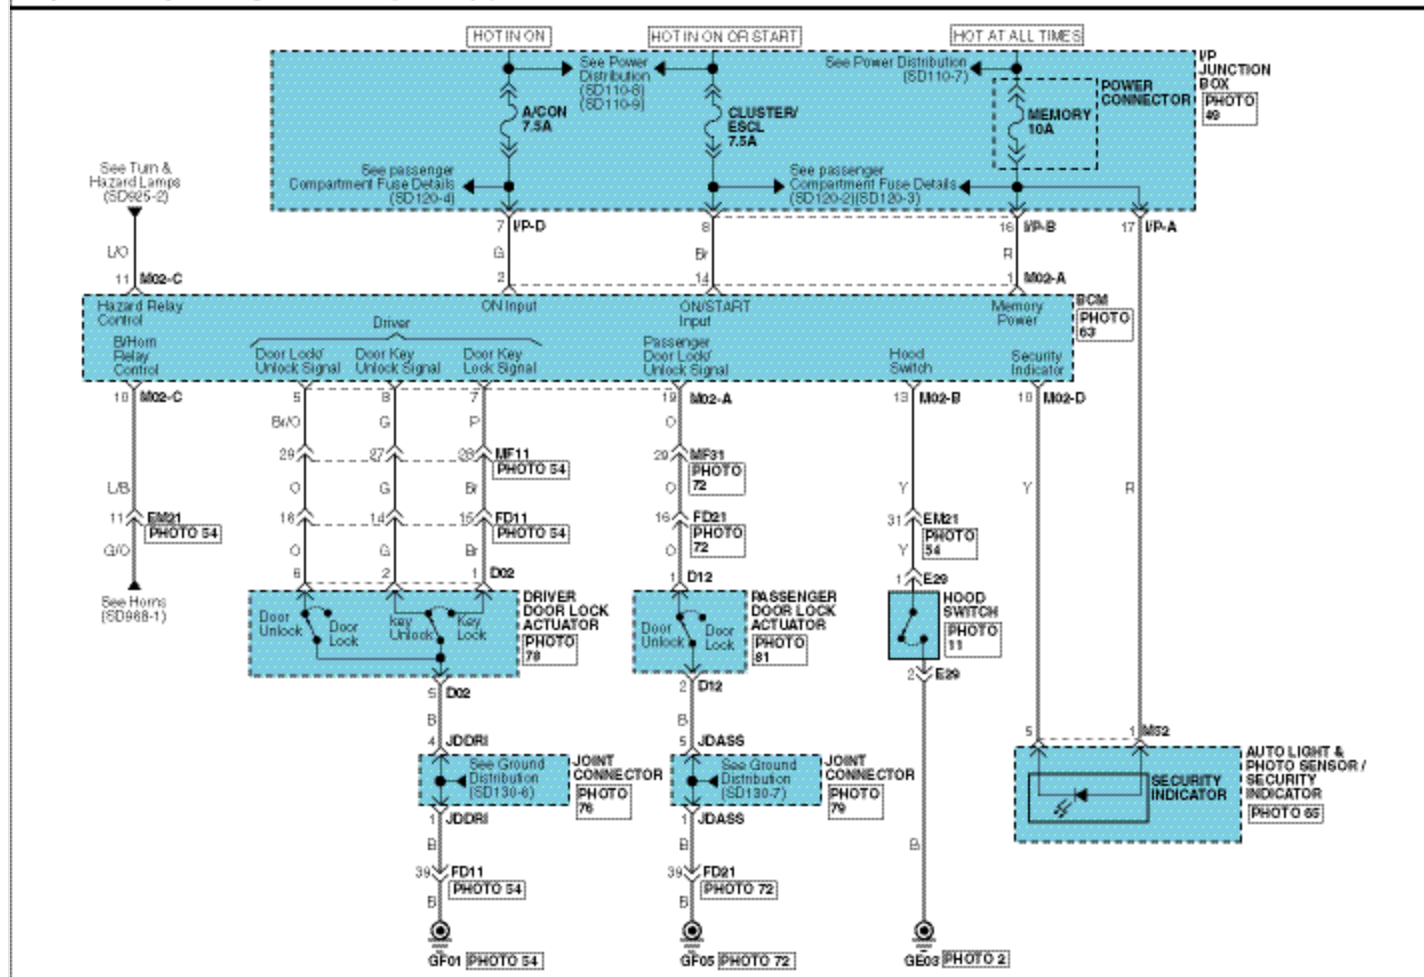 HOT IN ON
HOT IN ON OR START
HOT AT ALL TIMES
See Power
Distribution
(SD110-8)
(SD110-9)
See Power Distribution
(SD110-7)
I/P
JUNCTION
BOX
PHOTO
49
POWER
CONNECTOR
A/CON
7.5A
CLUSTER/
ESCL
7.5A
MEMORY
10A
See Turn &
Hazard Lamps
(SD925-2)
See passenger
Compartment Fuse Details
(SD120-4)
See passenger
Compartment Fuse Details
(SD120-2)(SD120-3)
7 I/P-D
8
16 I/P-B
17 I/P-A
L/O
G
Br
R
11 M02-C
2
14
1 M02-A
Hazard Relay
Control
ON Input
ON/START
Input
Memory
Power
BCM
PHOTO
63
Driver
B/Horn
Relay
Control
Door Lock/
Unlock Signal
Door Key
Unlock Signal
Door Key
Lock Signal
Passenger
Door Lock/
Unlock Signal
Hood
Switch
Security
Indicator
10 M02-C
5
8
7
19 M02-A
13 M02-B
10 M02-D
Br/O
G
P
O
29
27
28 MF11
PHOTO 54
29 MF31
PHOTO
72
L/B
O
G
Br
O
Y
Y
R
11 EM21
PHOTO 54
16
14
15 FD11
PHOTO 54
16 FD21
PHOTO
72
31 EM21
PHOTO
54
G/O
O
G
Br
O
Y
6
2
1 D02
1 D12
1 E29
See Horns
(SD968-1)
Door
Unlock
Door
Lock
key
Unlock
Key
Lock
DRIVER
DOOR LOCK
ACTUATOR
PHOTO
78
Door
Unlock
Door
Lock
PASSENGER
DOOR LOCK
ACTUATOR
PHOTO
81
HOOD
SWITCH
PHOTO
11
5 D02
2 D12
2 E29
B
B
4 JDDRI
5 JDASS
5
1 M52
See Ground
Distribution
(SD130-6)
JOINT
CONNECTOR
PHOTO
76
See Ground
Distribution
(SD130-7)
JOINT
CONNECTOR
PHOTO
79
SECURITY
INDICATOR
AUTO LIGHT &
PHOTO SENSOR /
SECURITY
INDICATOR
PHOTO 65
1 JDDRI
1 JDASS
B
B
B
39 FD11
PHOTO 54
39 FD21
PHOTO 72
B
B
GF01 PHOTO 54
GF05 PHOTO 72
GE03 PHOTO 2